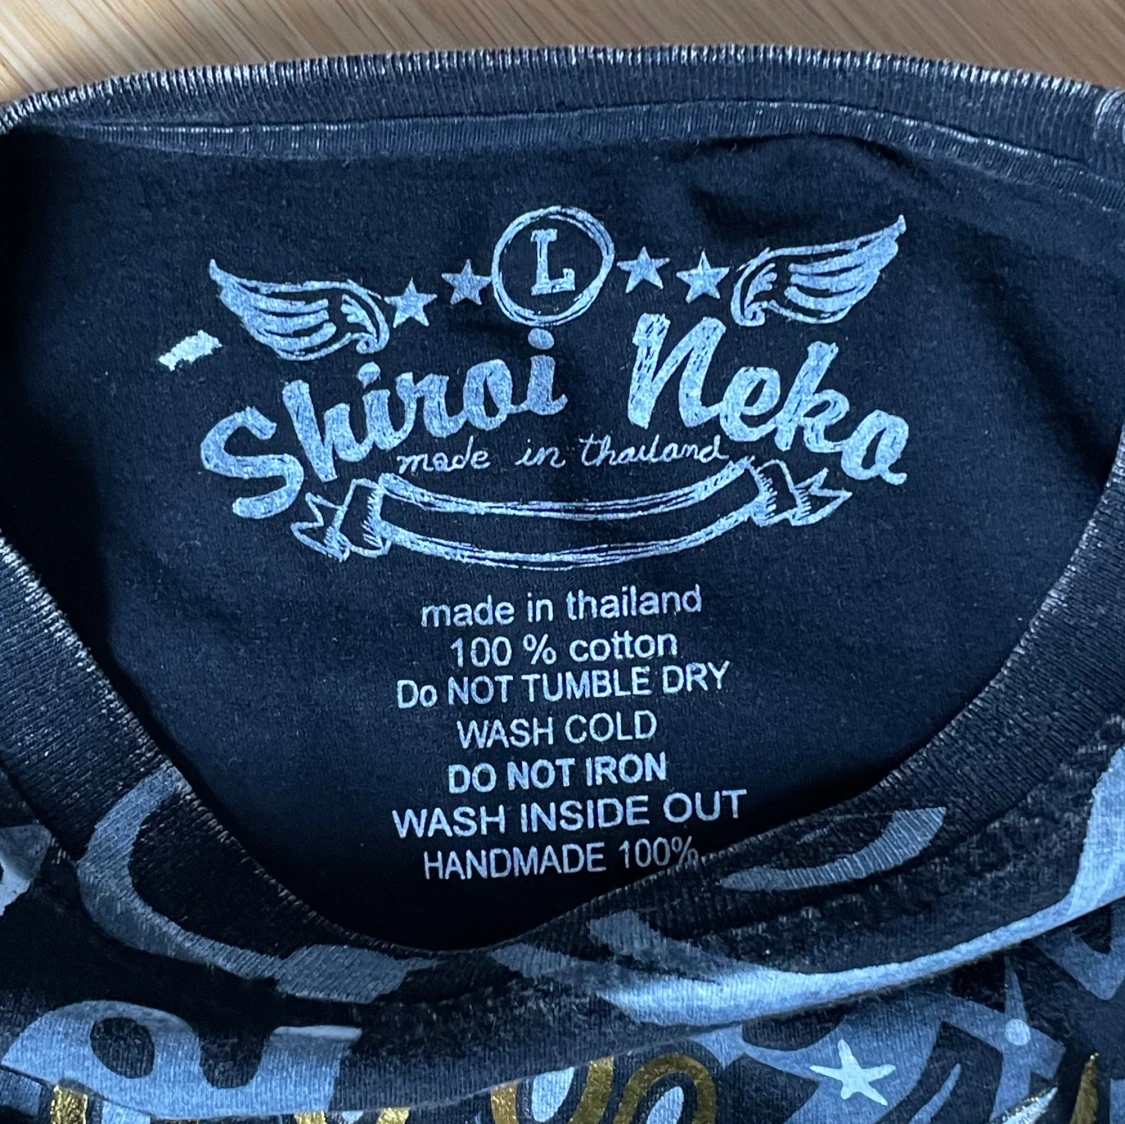 L
Shiroi Neko
made in thailand
made in thailand
100 % cotton
Do NOT TUMBLE DRY
WASH COLD
DO NOT IRON
WASH INSIDE OUT
HANDMADE 100%